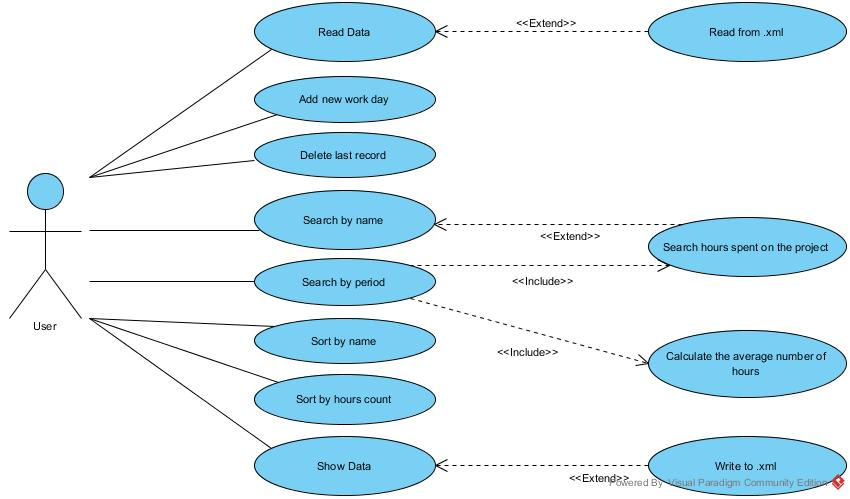 Read Data
<<Extend>>
Read from .xml
Add new work day
Delete last record
Search by name
<<Extend>>
Search hours spent on the project
Search by period
<<Include>>
User
Sort by name
<<Include>>
Calculate the average number of
hours
Sort by hours count
Show Data
<<Extend>>
Write to .xml
Powered By Visual Paradigm Community Edition